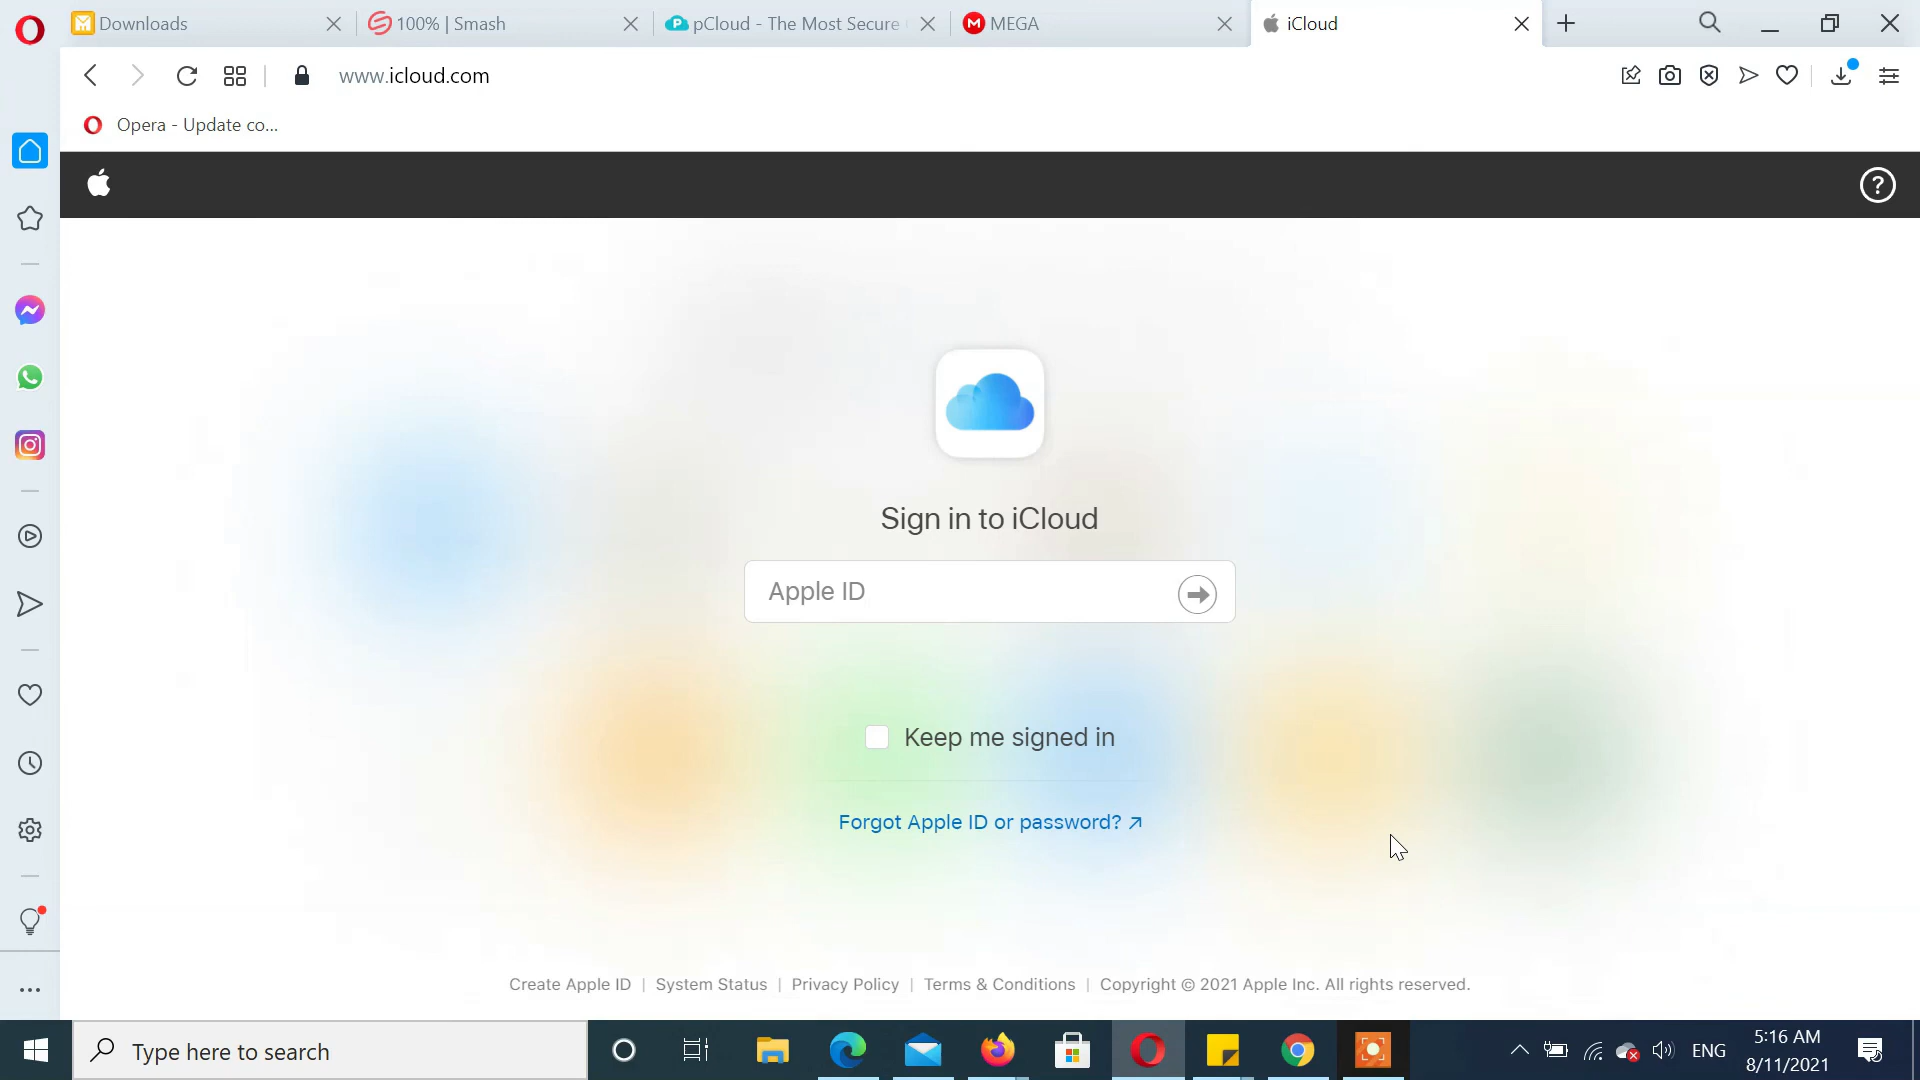 Downloads
100% | Smash
pCloud - The Most Secure
MEGA
iCloud
www.icloud.com
Opera - Update co...
Sign in to iCloud
Apple ID
Keep me signed in
Forgot Apple ID or password? ↗
Create Apple ID | System Status | Privacy Policy | Terms & Conditions | Copyright © 2021 Apple Inc. All rights reserved.
Type here to search
ENG
5:16 AM
8/11/2021